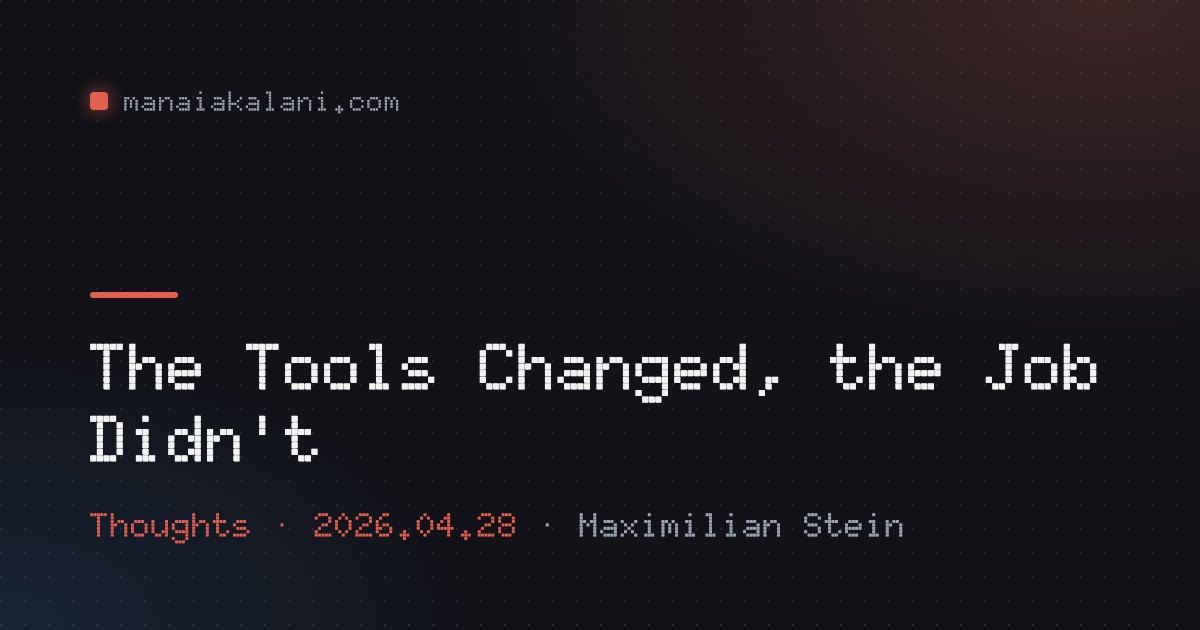 manaiakalani.com
The Tools Changed, the Job
Didn't
Thoughts · 2026.04.28 · Maximilian Stein